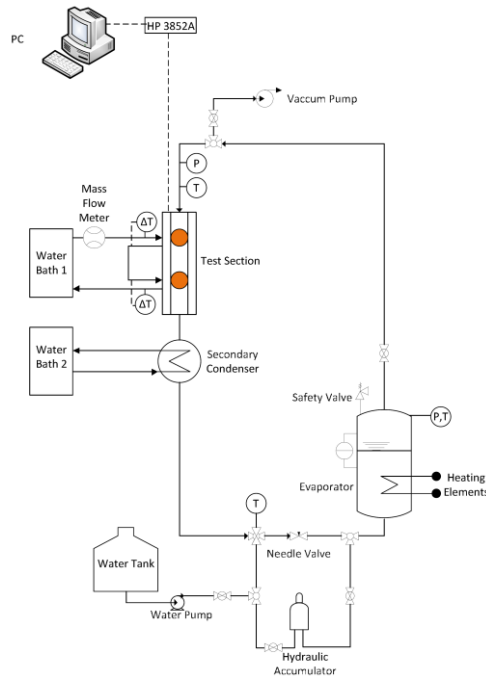 PC
HP 3852A
Vaccum Pump
P
T
Mass
Flow
Meter
ΔT
Water
Bath 1
Test Section
ΔT
Water
Bath 2
Secondary
Condenser
Safety Valve
P,T
Heating
Elements
Evaporator
T
Needle Valve
Water Tank
Water Pump
Hydraulic
Accumulator